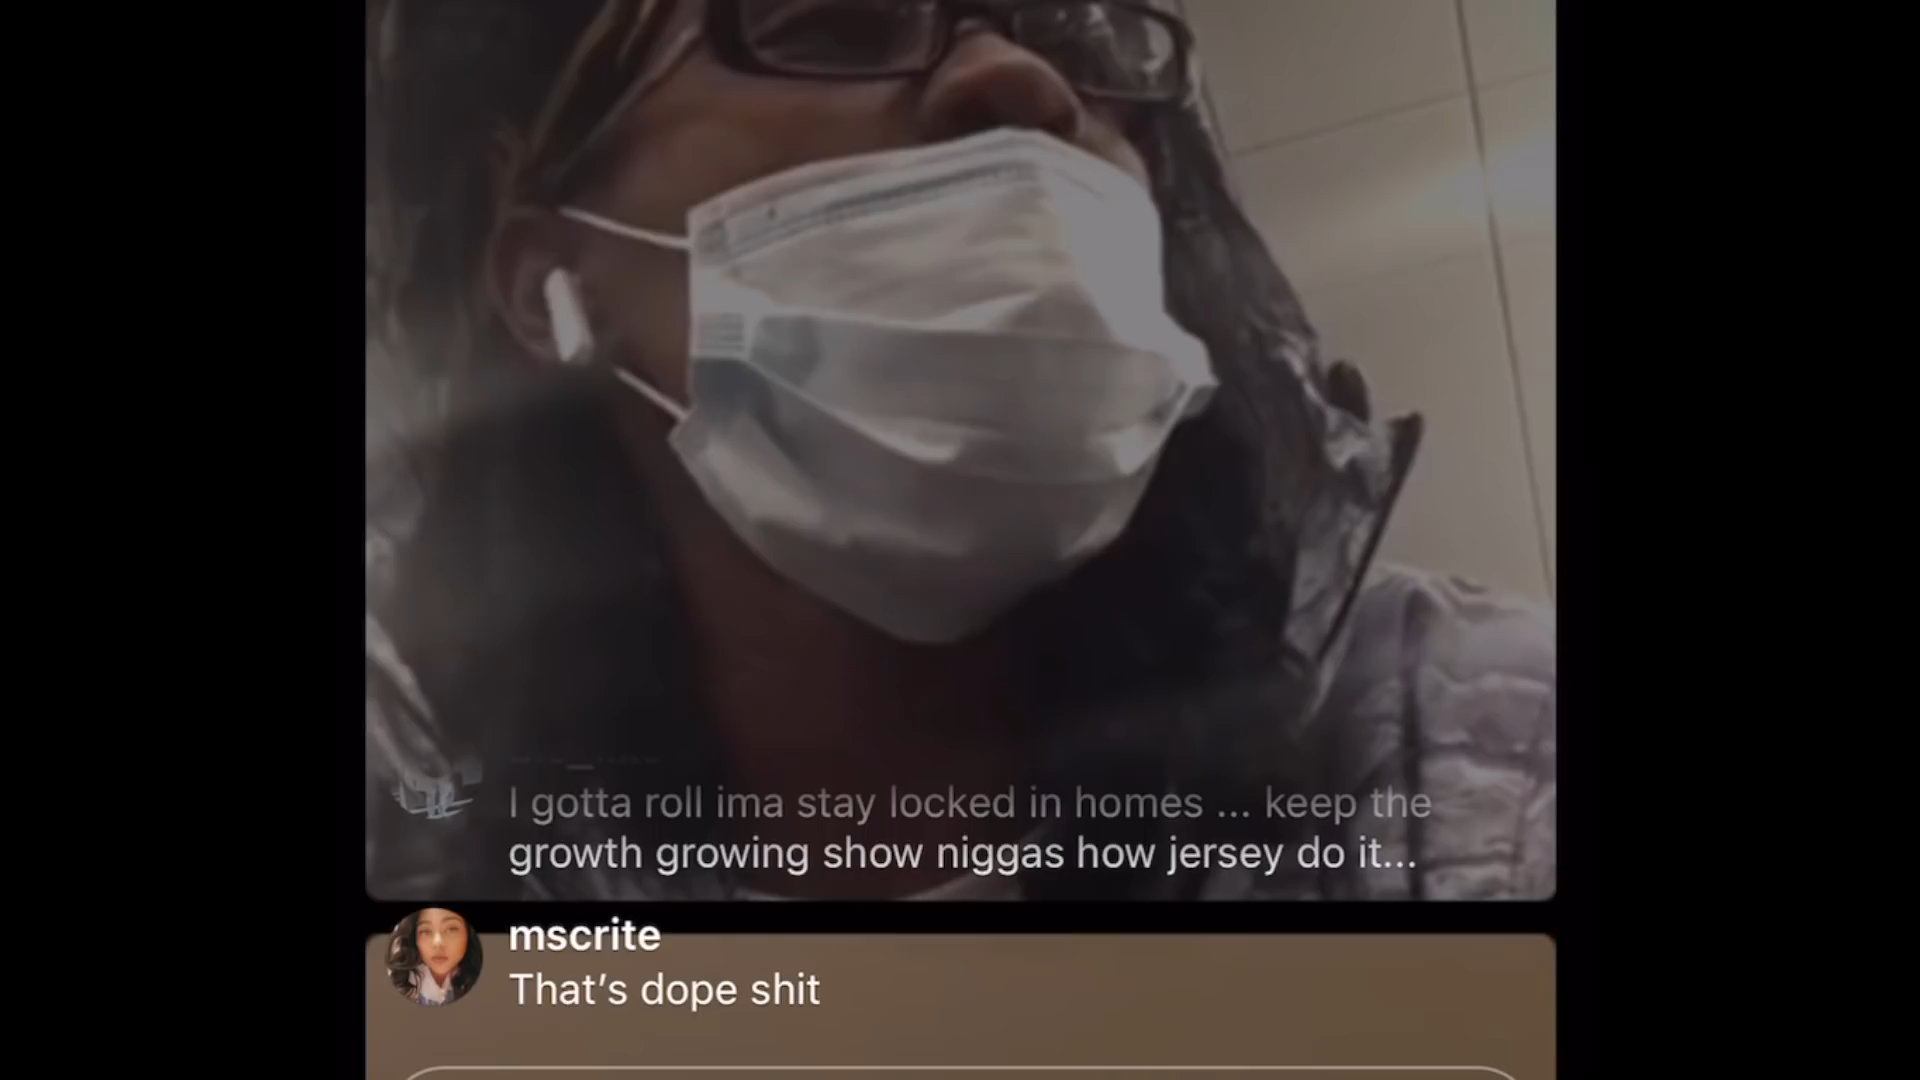 I gotta roll ima stay locked in homes ... keep the
growth growing show niggas how jersey do it...
mscrite
That's dope shit